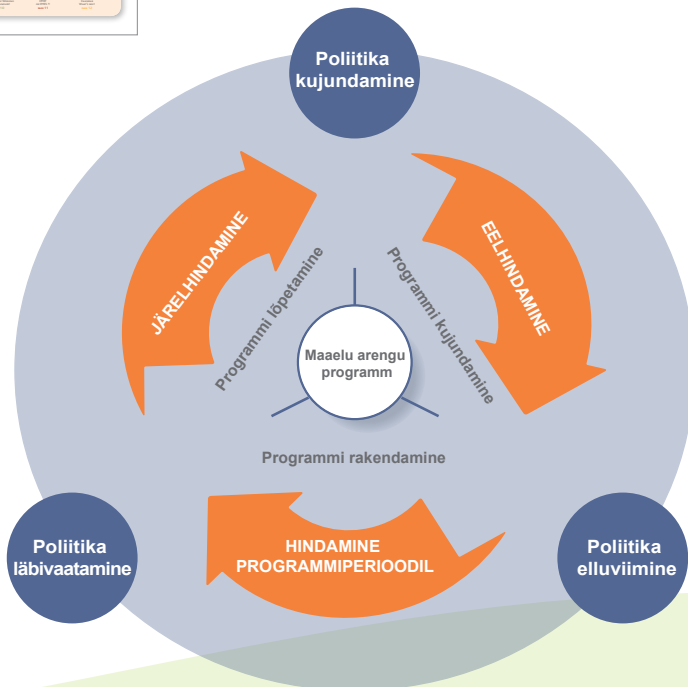 Poliitika
kujundamine
JÄRELHINDAMINE
EELHINDAMINE
Programmi lõpetamine
Programmi kujundamine
Maaelu arengu
programm
Programmi rakendamine
HINDAMINE
PROGRAMMIPERIOODIL
Poliitika
läbivaatamine
Poliitika
elluviimine